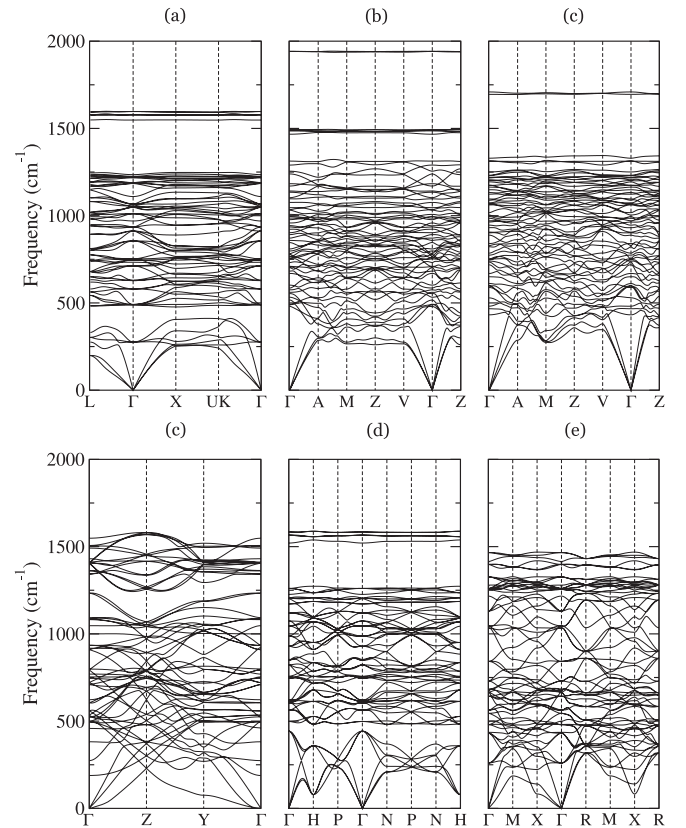 (a) (b) (c)
2000
1500
1000
500
0
Frequency (cm-1)
L Γ X UK Γ
Γ A M Z V Γ Z
Γ A M Z V Γ Z
(c) (d) (e)
2000
1500
1000
500
0
Frequency (cm-1)
Γ Z Y Γ
Γ H P Γ N P N H
Γ M X Γ R M X R